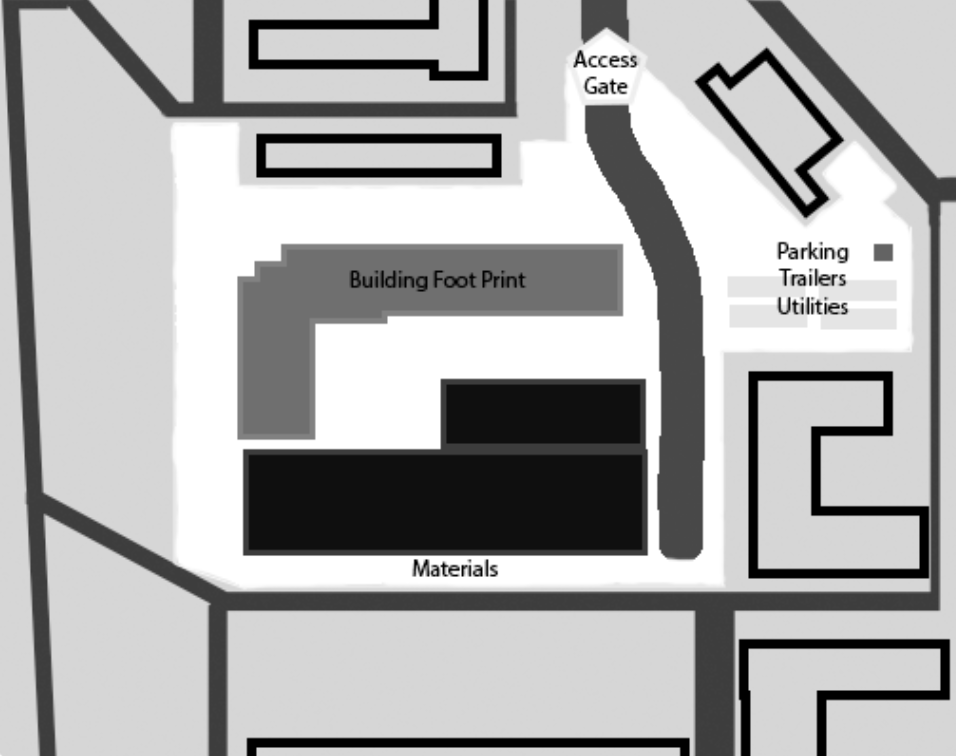 Access
Gate
Parking
Building Foot Print
Trailers
Utilities
Materials